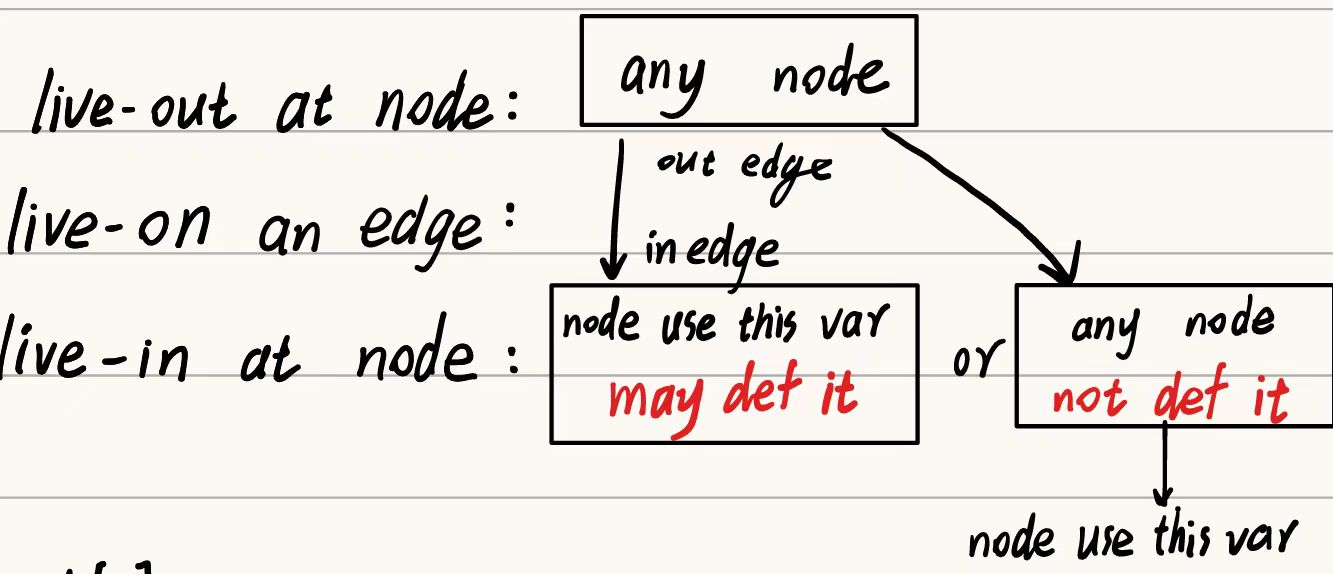 any node
live-out at node:
out edge
live-on an edge:
in edge
live-in at node:
node use this var
may def it
or
any node
not def it
node use this var